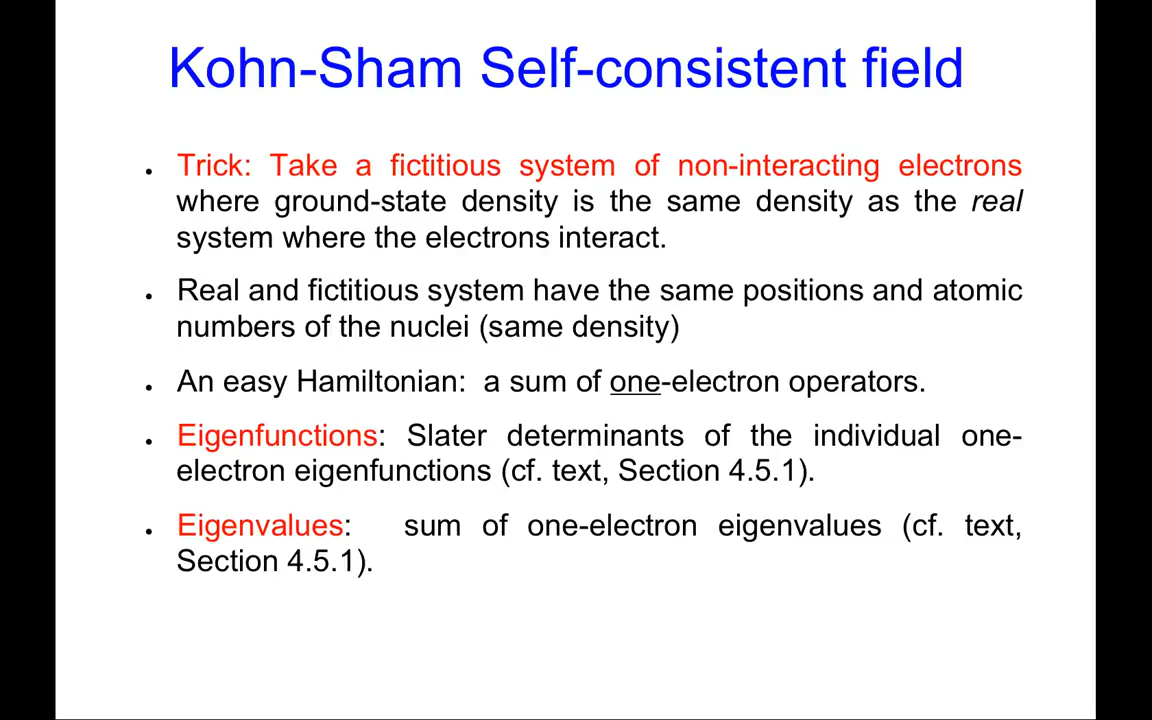 Kohn-Sham Self-consistent field
• Trick: Take a fictitious system of non-interacting electrons
where ground-state density is the same density as the real
system where the electrons interact.
• Real and fictitious system have the same positions and atomic
numbers of the nuclei (same density)
• An easy Hamiltonian: a sum of one-electron operators.
• Eigenfunctions: Slater determinants of the individual one-
electron eigenfunctions (cf. text, Section 4.5.1).
• Eigenvalues: sum of one-electron eigenvalues (cf. text,
Section 4.5.1).